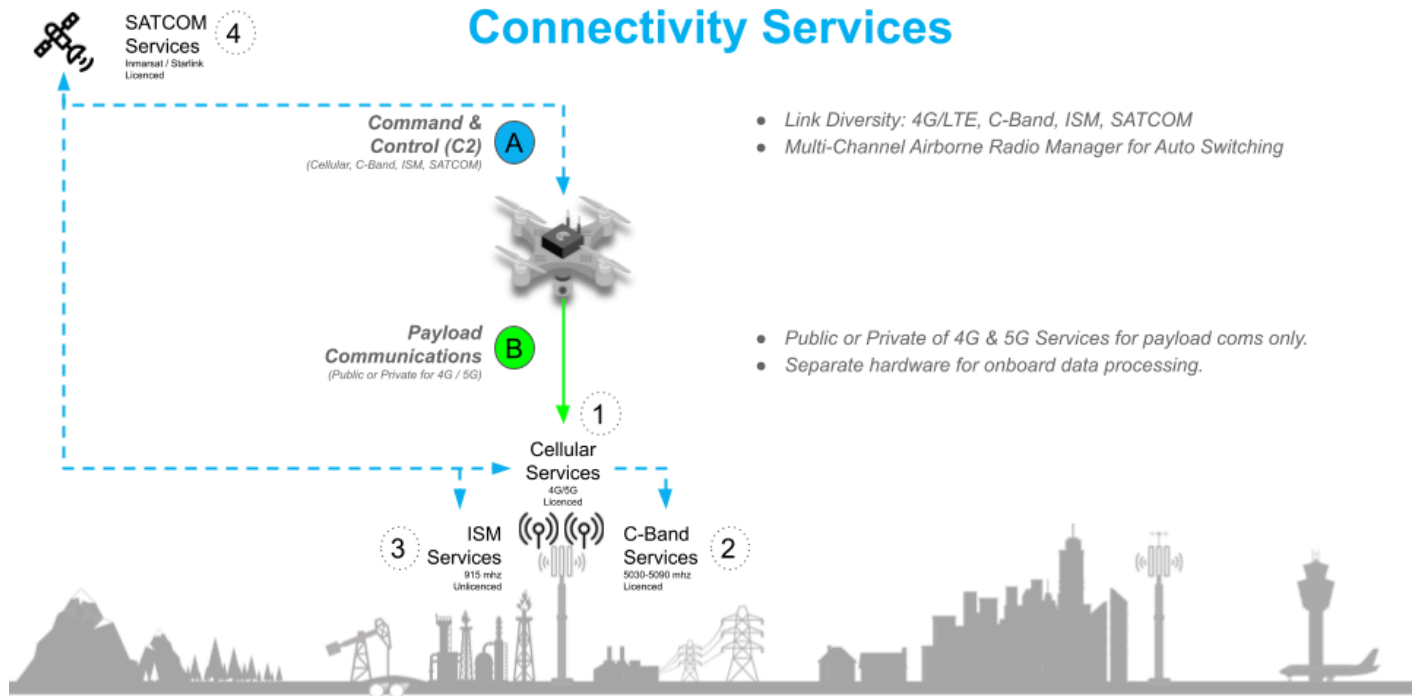 Connectivity Services
SATCOM
Services
Inmarsat / Starlink
Licenced
4
Command &
Control (C2)
(Cellular, C-Band, ISM, SATCOM)
A
● Link Diversity: 4G/LTE, C-Band, ISM, SATCOM
● Multi-Channel Airborne Radio Manager for Auto Switching
Payload
Communications
(Public or Private for 4G / 5G)
B
● Public or Private of 4G & 5G Services for payload coms only.
● Separate hardware for onboard data processing.
1
Cellular
Services
4G/5G
Licenced
3
ISM
Services
915 mhz
Unlicenced
C-Band
Services
5030-5090 mhz
Licenced
2